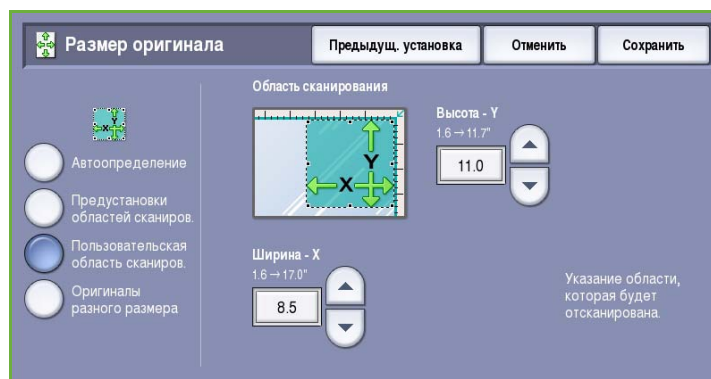 Размер оригинала
Предыдущ. установка
Отменить
Сохранить
Автоопределение
Предустановки
областей сканиров.
Пользовательская
область сканиров.
Оригиналы
разного размера
Область сканирования
Y
X
Высота - Y
1.6→11.7"
11.0
Ширина - X
1.6→17.0"
8.5
Указание области,
которая будет
отсканирована.